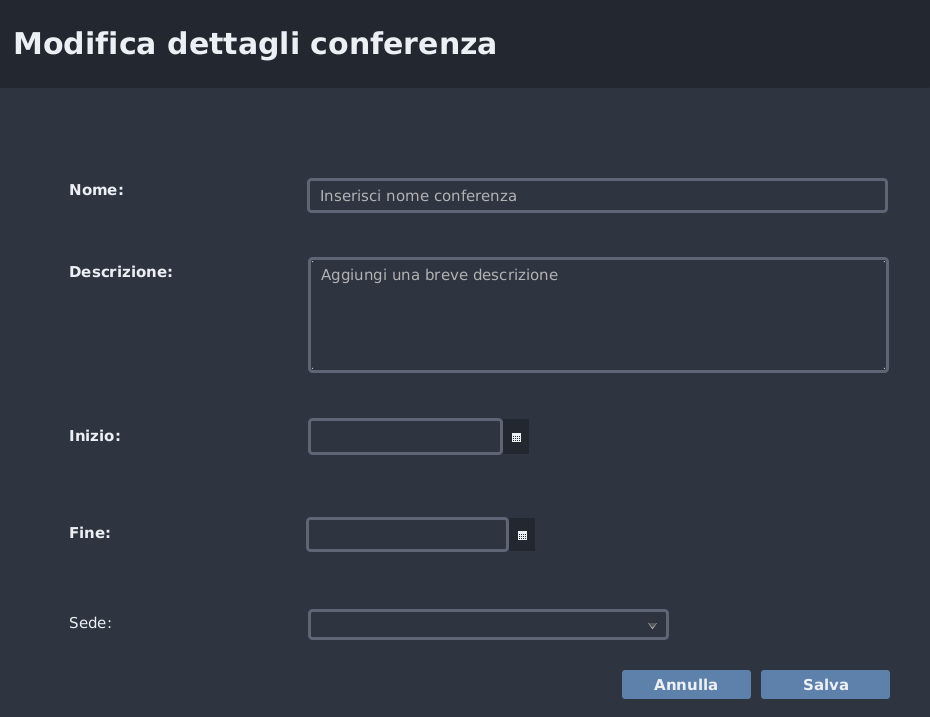 Modifica dettagli conferenza
Nome:
Inserisci nome conferenza
Descrizione:
Aggiungi una breve descrizione
Inizio:
Fine:
Sede:
Annulla
Salva